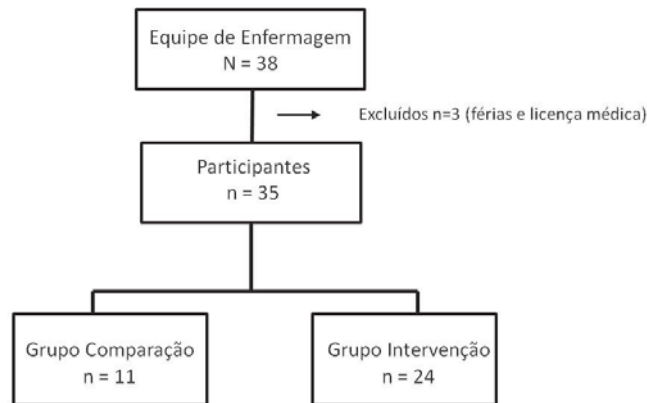 Equipe de Enfermagem
N = 38
Excluídos n=3 (férias e licença médica)
Participantes
n = 35
Grupo Comparação
n = 11
Grupo Intervenção
n = 24